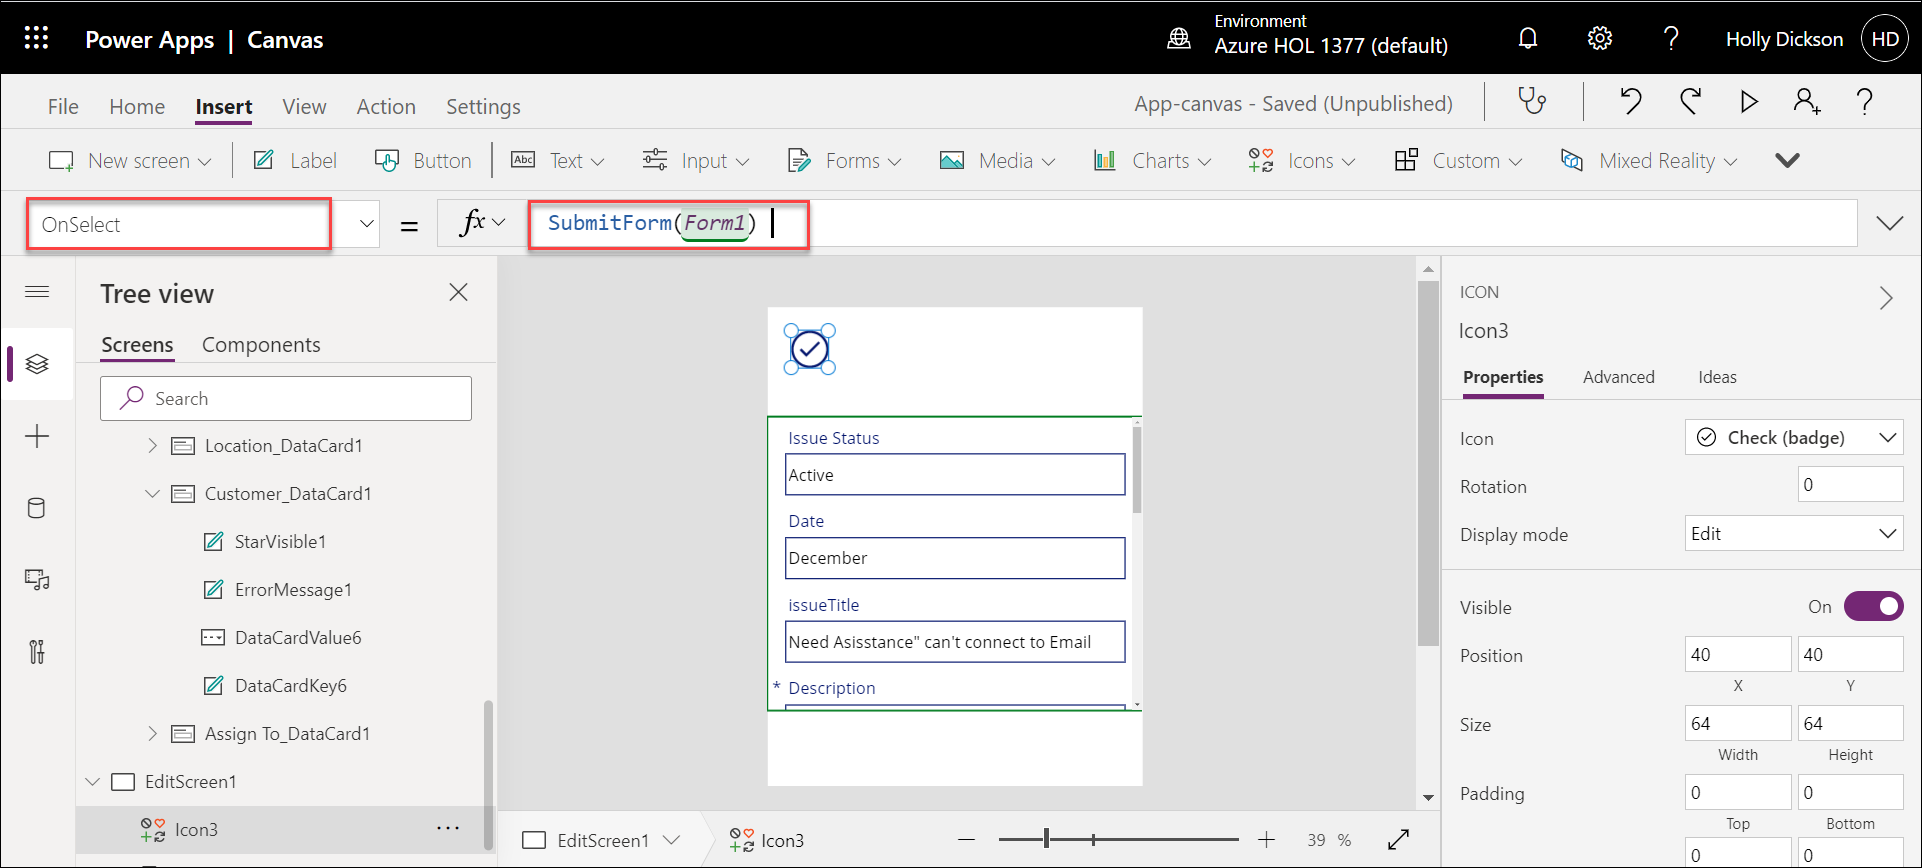 Power Apps | Canvas
Environment
Azure HOL 1377 (default)
Holly Dickson
HD
File Home Insert View Action Settings
App-canvas - Saved (Unpublished)
New screen Label Button Text Input Forms Media Charts Icons Custom Mixed Reality
Abc
OnSelect = fx SubmitForm(Form1)
Tree view
Screens Components
Search
Location_DataCard1
Customer_DataCard1
StarVisible1
ErrorMessage1
DataCardValue6
DataCardKey6
Assign To_DataCard1
EditScreen1
Icon3 ...
Issue Status
Active
Date
December
issueTitle
Need Asisstance" can't connect to Email
* Description
EditScreen1 Icon3 39 %
ICON
Icon3
Properties Advanced Ideas
Icon Check (badge)
Rotation 0
Display mode Edit
Visible On
Position 40 40
X Y
Size 64 64
Width Height
Padding 0 0
Top Bottom
0 0